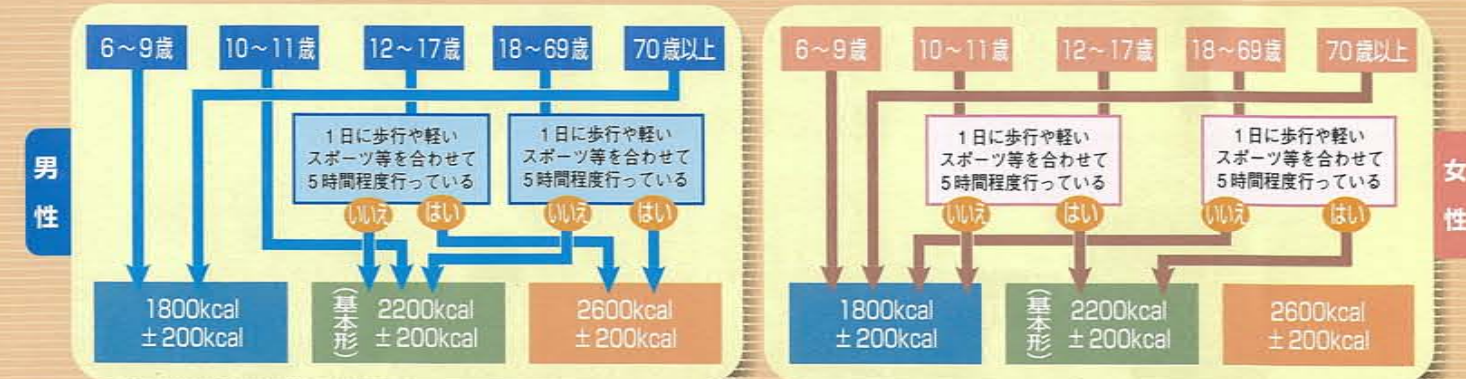 男性
6〜9歳
10〜11歳
12〜17歳
18〜69歳
70歳以上
1日に歩行や軽い
スポーツ等を合わせて
5時間程度行っている
いいえ
はい
1日に歩行や軽い
スポーツ等を合わせて
5時間程度行っている
いいえ
はい
1800kcal
±200kcal
(基本形)
2200kcal
±200kcal
2600kcal
±200kcal
6〜9歳
10〜11歳
12〜17歳
18〜69歳
70歳以上
1日に歩行や軽い
スポーツ等を合わせて
5時間程度行っている
いいえ
はい
1日に歩行や軽い
スポーツ等を合わせて
5時間程度行っている
いいえ
はい
1800kcal
±200kcal
(基本形)
2200kcal
±200kcal
2600kcal
±200kcal
女性